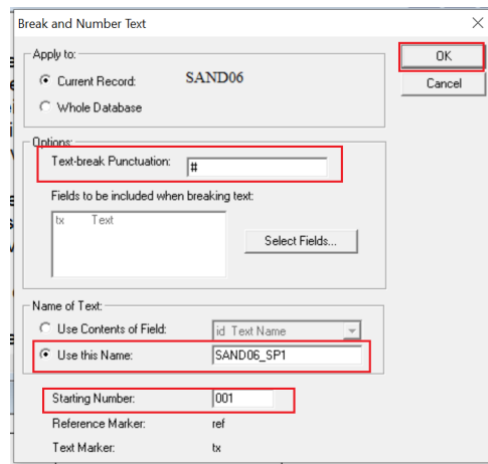 Break and Number Text
Apply to:
OK
Current Record: SAND06
Cancel
Whole Database
Options:
Text-break Punctuation: #
Fields to be included when breaking text:
tx Text
Select Fields...
Name of Text:
Use Contents of Field: id Text Name
Use this Name: SAND06_SP1
Starting Number: 001
Reference Marker: ref
Text Marker: tx